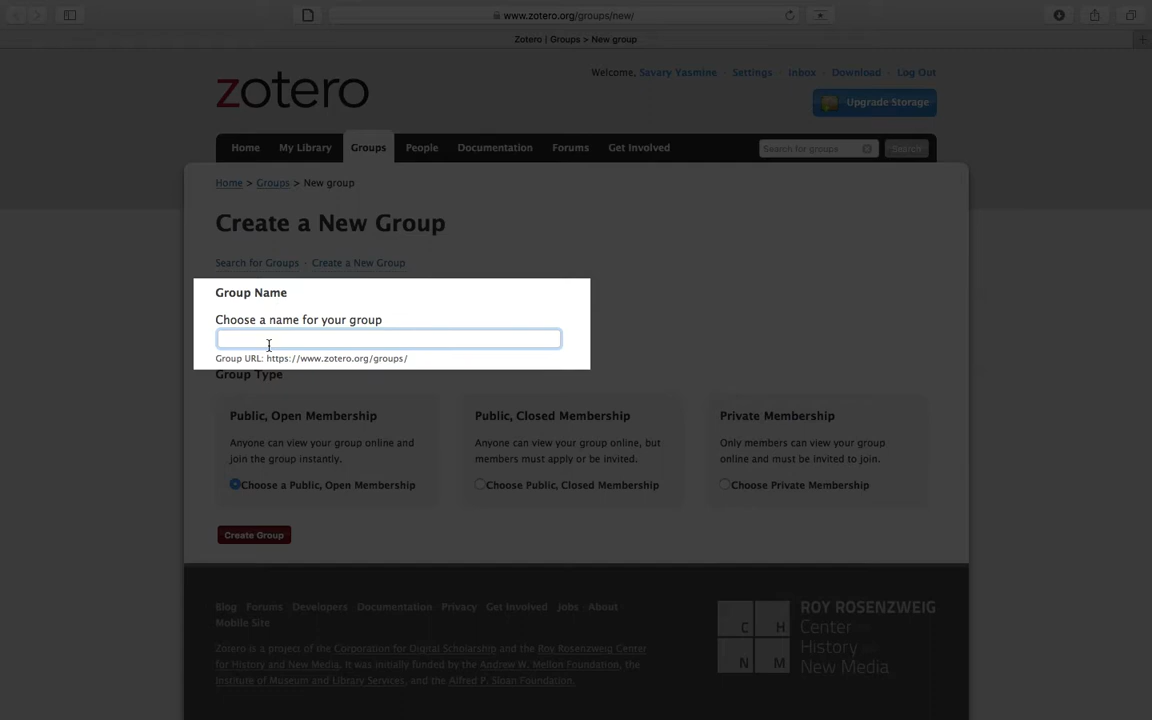 www.zotero.org/groups/new/
Zotero | Groups > New group
zotero
Welcome, Savary Yasmine · Settings · Inbox · Download · Log Out
Upgrade Storage
Home My Library Groups People Documentation Forums Get Involved Search for groups Search
Home > Groups > New group
Create a New Group
Search for Groups · Create a New Group
Group Name
Choose a name for your group
Group URL: https://www.zotero.org/groups/
Group Type
Public, Open Membership
Anyone can view your group online and
join the group instantly.
Choose a Public, Open Membership
Public, Closed Membership
Anyone can view your group online, but
members must apply or be invited.
Choose Public, Closed Membership
Private Membership
Only members can view your group
online and must be invited to join.
Choose Private Membership
Create Group
Blog Forums Developers Documentation Privacy Get Involved Jobs About
Mobile Site
Zotero is a project of the Corporation for Digital Scholarship and the Roy Rosenzweig Center
for History and New Media. It was initially funded by the Andrew W. Mellon Foundation, the
Institute of Museum and Library Services, and the Alfred P. Sloan Foundation.
C H
N M
ROY ROSENZWEIG
Center for
History and
New Media